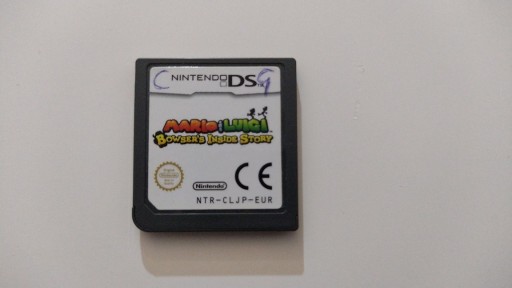 C NINTENDO DS G
MARIO & LUIGI
BOWSER'S INSIDE STORY
Nintendo CE
NTR-CLJP-EUR